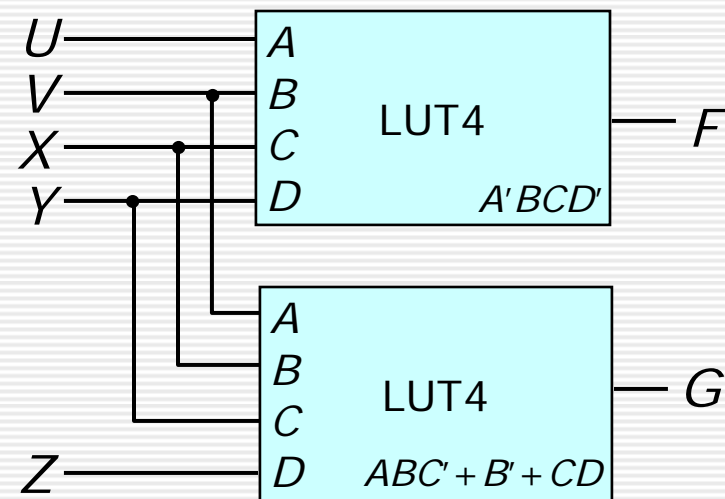 U A
V B
LUT4 F
X C
Y D A′BCD′
A
B
LUT4 G
C
Z D ABC′ + B′ + CD